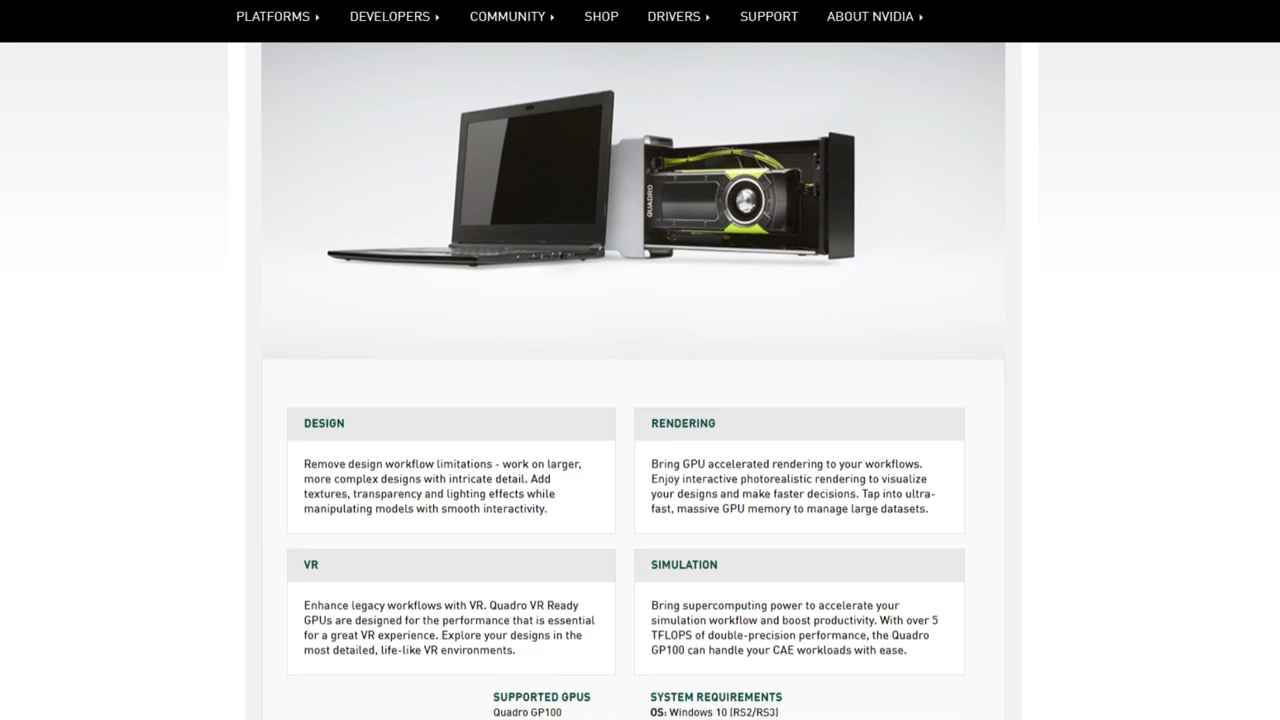 PLATFORMS DEVELOPERS COMMUNITY SHOP DRIVERS SUPPORT ABOUT NVIDIA
QUADRO
DESIGN
Remove design workflow limitations - work on larger,
more complex designs with intricate detail. Add
textures, transparency and lighting effects while
manipulating models with smooth interactivity.
RENDERING
Bring GPU accelerated rendering to your workflows.
Enjoy interactive photorealistic rendering to visualize
your designs and make faster decisions. Tap into ultra-
fast, massive GPU memory to manage large datasets.
VR
Enhance legacy workflows with VR. Quadro VR Ready
GPUs are designed for the performance that is essential
for a great VR experience. Explore your designs in the
most detailed, life-like VR environments.
SIMULATION
Bring supercomputing power to accelerate your
simulation workflow and boost productivity. With over 5
TFLOPS of double-precision performance, the Quadro
GP100 can handle your CAE workloads with ease.
SUPPORTED GPUS
Quadro GP100
SYSTEM REQUIREMENTS
OS: Windows 10 (RS2/RS3)